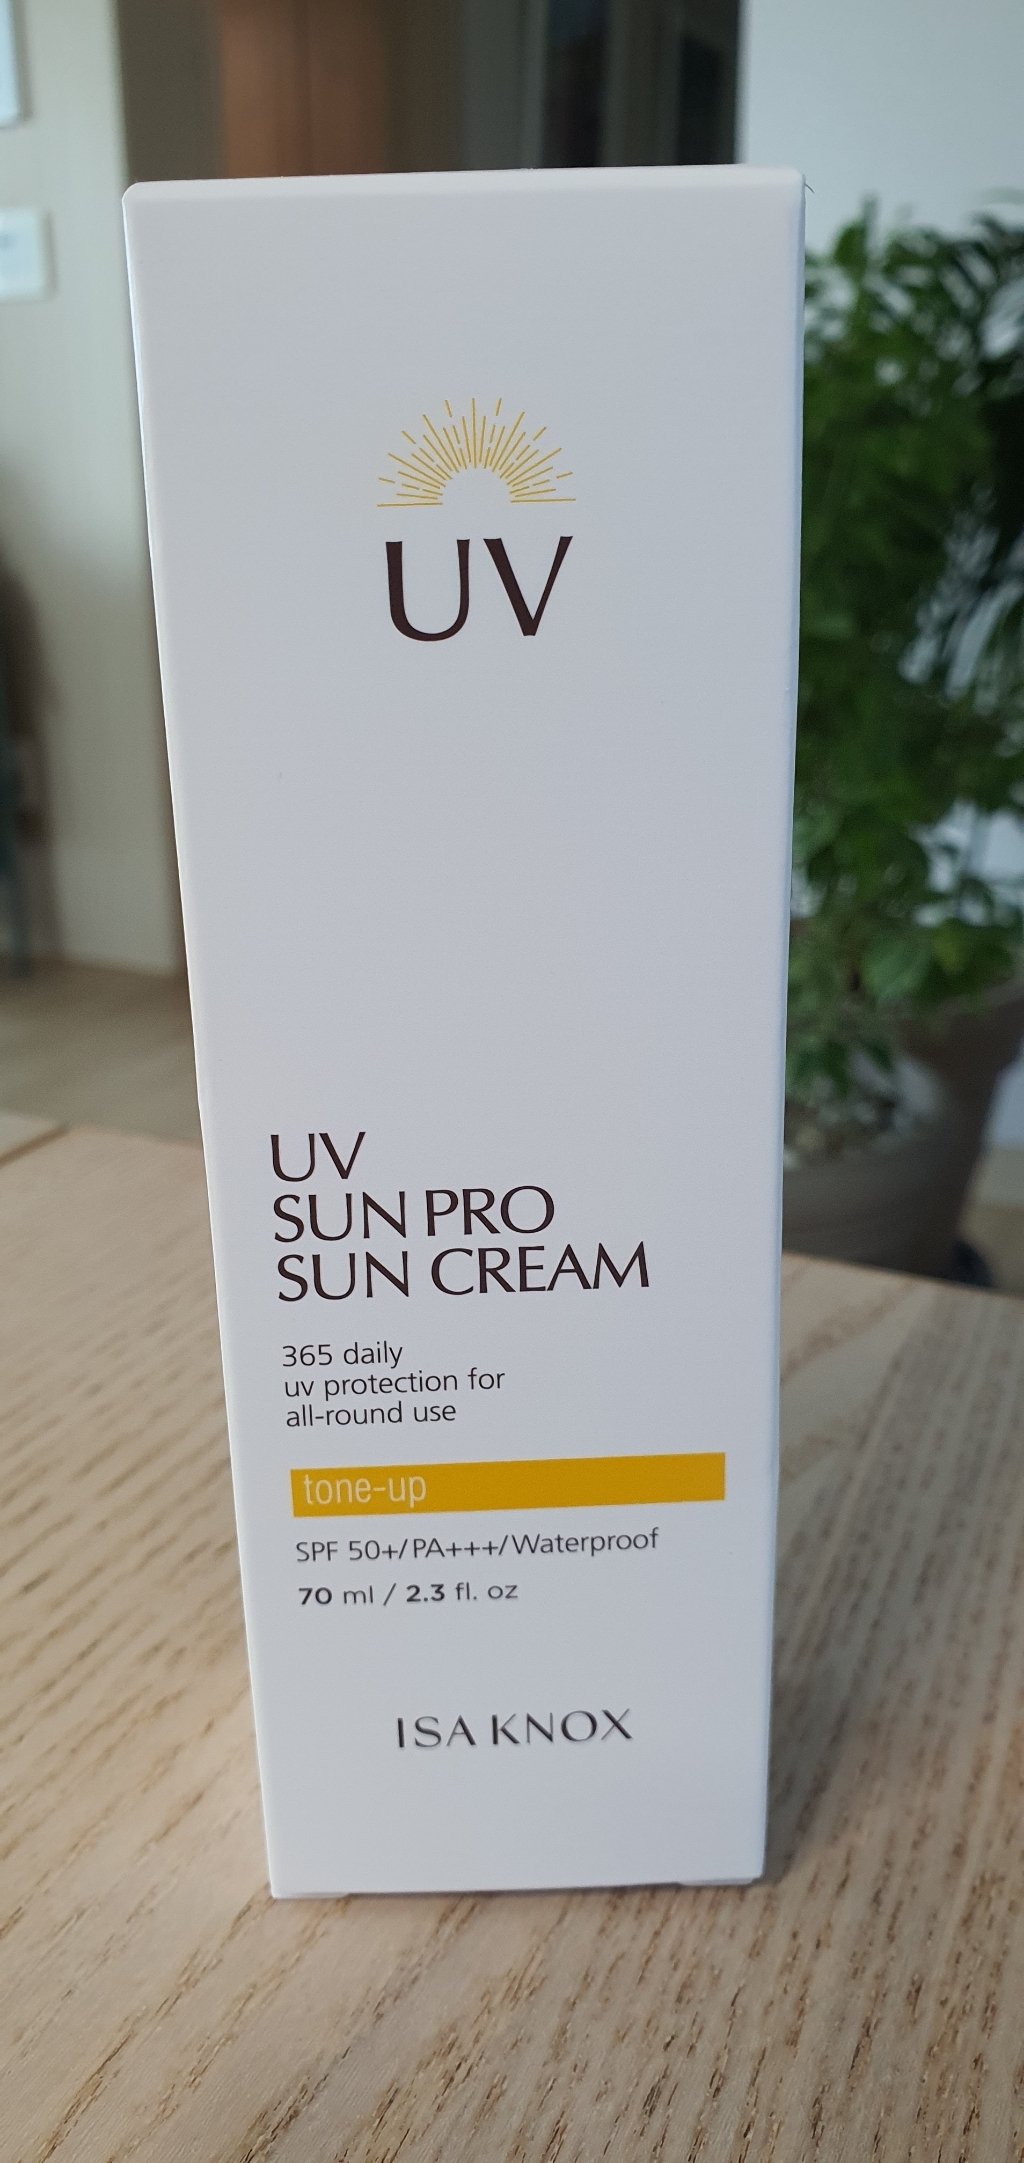 UV
UV
SUN PRO
SUN CREAM
365 daily
uv protection for
all-round use
tone-up
SPF 50+/PA+++/Waterproof
70 ml / 2.3 fl. oz
ISA KNOX